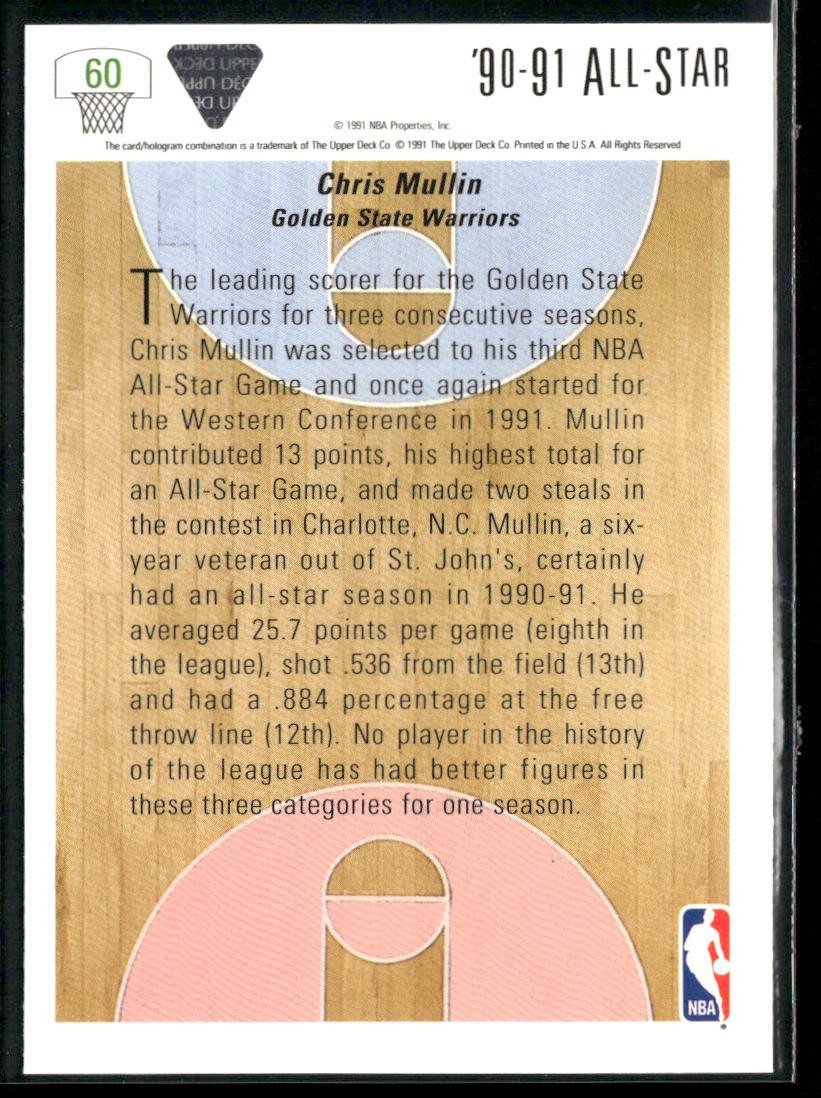 60
'90-91 ALL-STAR
© 1991 NBA Properties, Inc.
The card/hologram combination is a trademark of The Upper Deck Co. © 1991 The Upper Deck Co. Printed in the U.S.A. All Rights Reserved
Chris Mullin
Golden State Warriors
The leading scorer for the Golden State
Warriors for three consecutive seasons,
Chris Mullin was selected to his third NBA
All-Star Game and once again started for
the Western Conference in 1991. Mullin
contributed 13 points, his highest total for
an All-Star Game, and made two steals in
the contest in Charlotte, N.C. Mullin, a six-
year veteran out of St. John's, certainly
had an all-star season in 1990-91. He
averaged 25.7 points per game (eighth in
the league), shot .536 from the field (13th)
and had a .884 percentage at the free
throw line (12th). No player in the history
of the league has had better figures in
these three categories for one season.
NBA